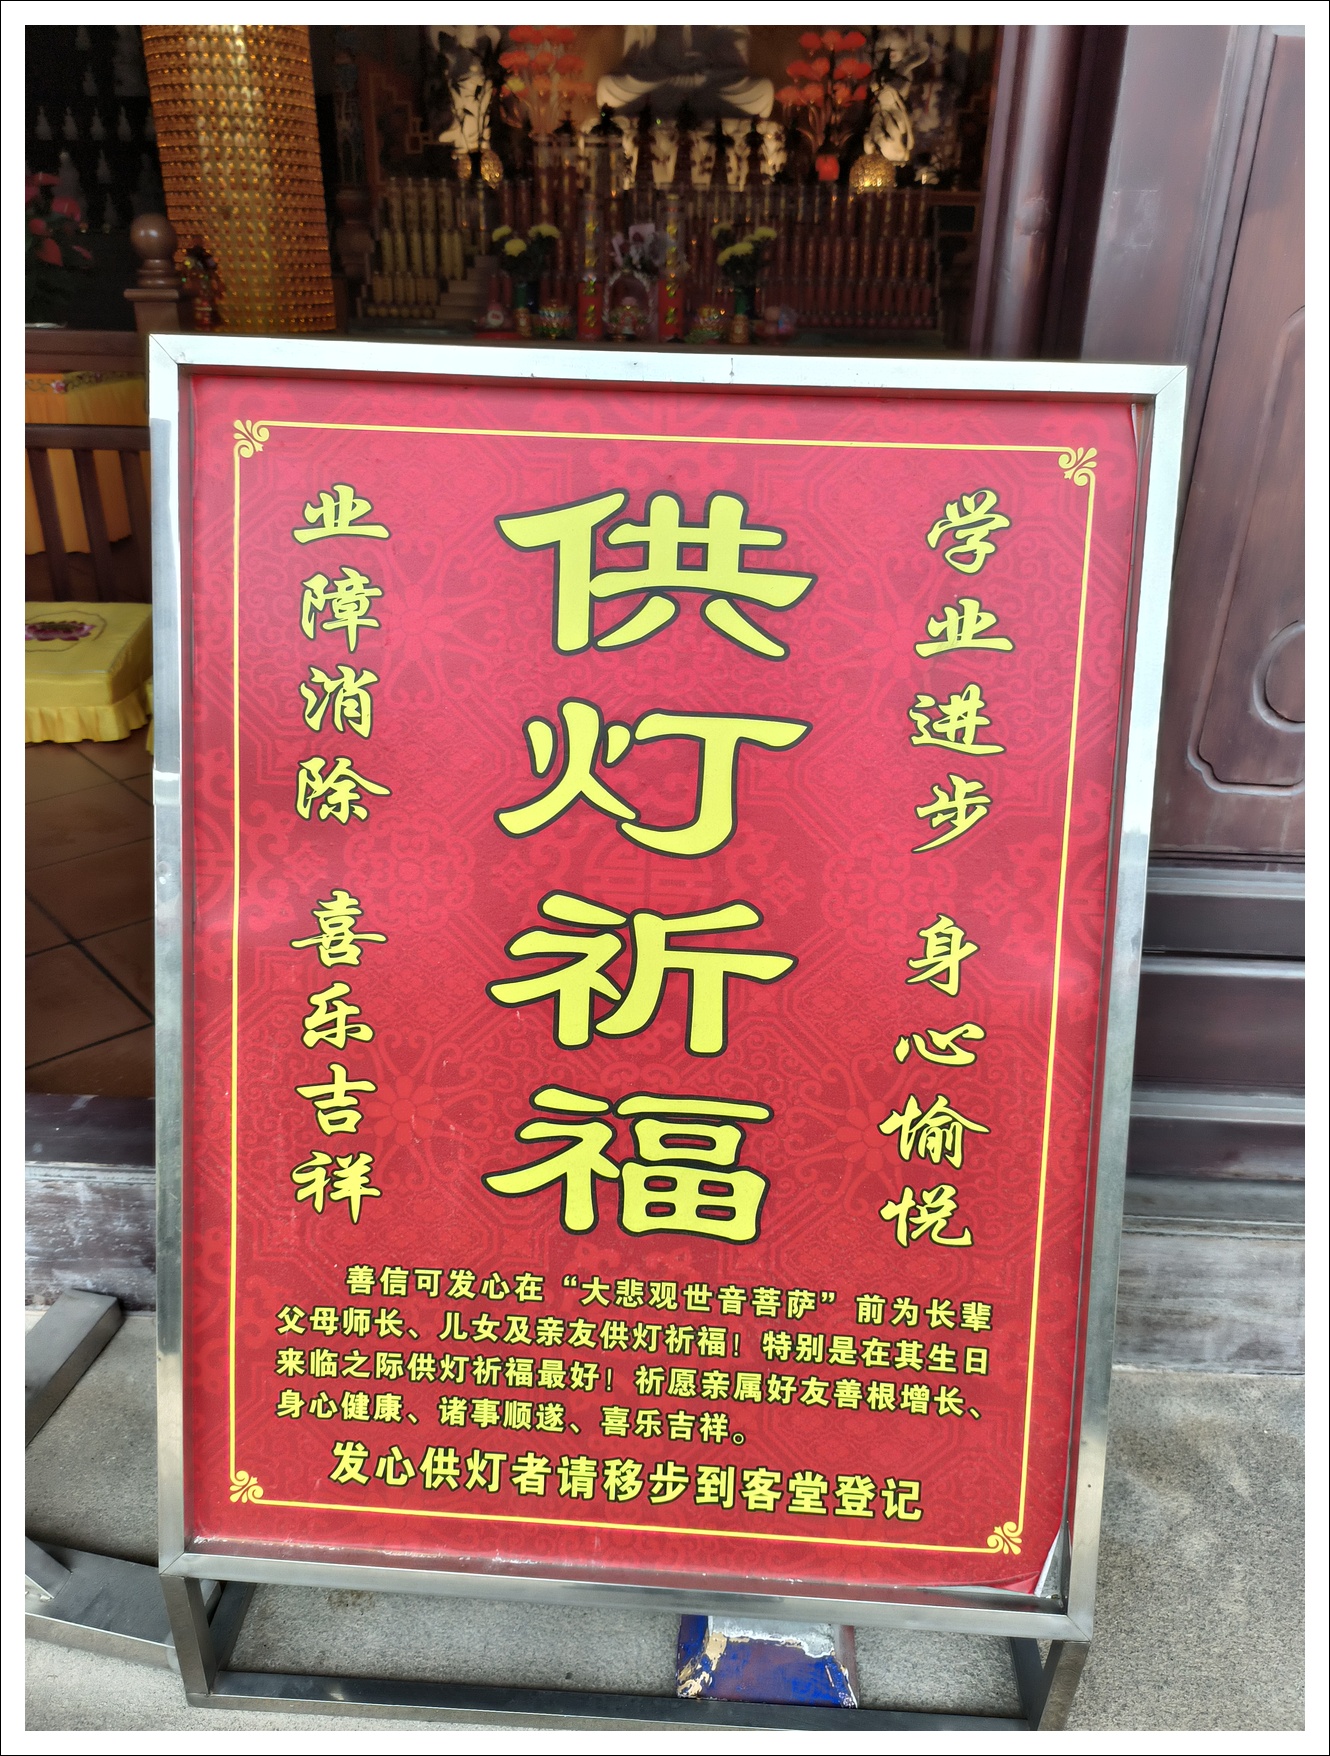 供灯祈福
学业进步 身心愉悦
业障消除 喜乐吉祥
善信可发心在“大悲观世音菩萨”前为长辈
父母师长、儿女及亲友供灯祈福！特别是在其生日
来临之际供灯祈福最好！祈愿亲属好友善根增长、
身心健康、诸事顺遂、喜乐吉祥。
发心供灯者请移步到客堂登记